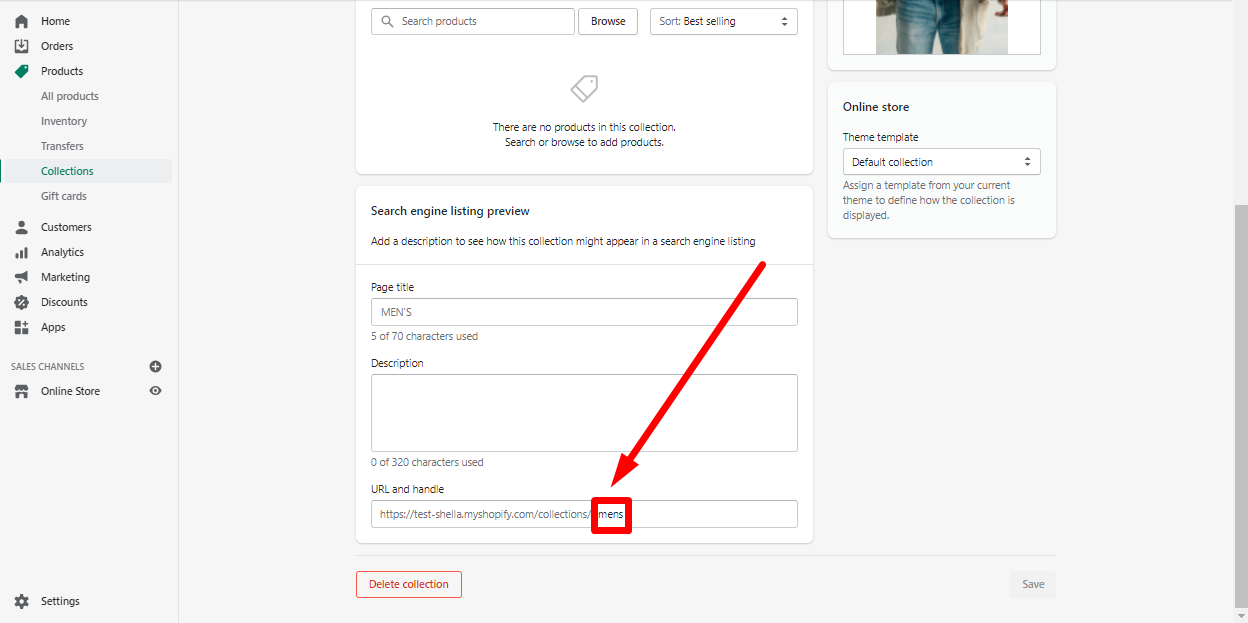 Home
Orders
Products
All products
Inventory
Transfers
Collections
Gift cards
Customers
Analytics
Marketing
Discounts
Apps
SALES CHANNELS
Online Store
Settings
Search products
Browse
Sort: Best selling
There are no products in this collection.
Search or browse to add products.
Search engine listing preview
Add a description to see how this collection might appear in a search engine listing
Page title
MEN'S
5 of 70 characters used
Description
0 of 320 characters used
URL and handle
https://test-shella.myshopify.com/collections/mens
Delete collection
Save
Online store
Theme template
Default collection
Assign a template from your current
theme to define how the collection is
displayed.